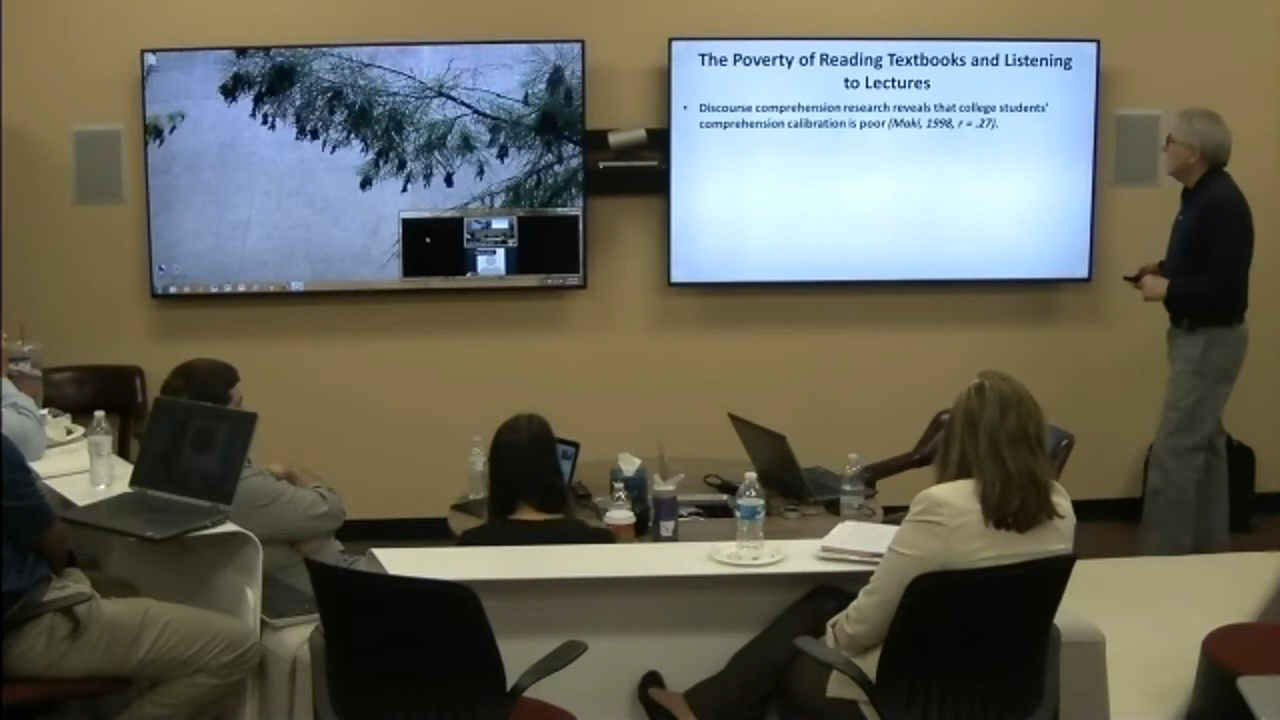 The Poverty of Reading Textbooks and Listening
to Lectures
• Discourse comprehension research reveals that college students'
comprehension calibration is poor (Maki, 1998, r = .27).